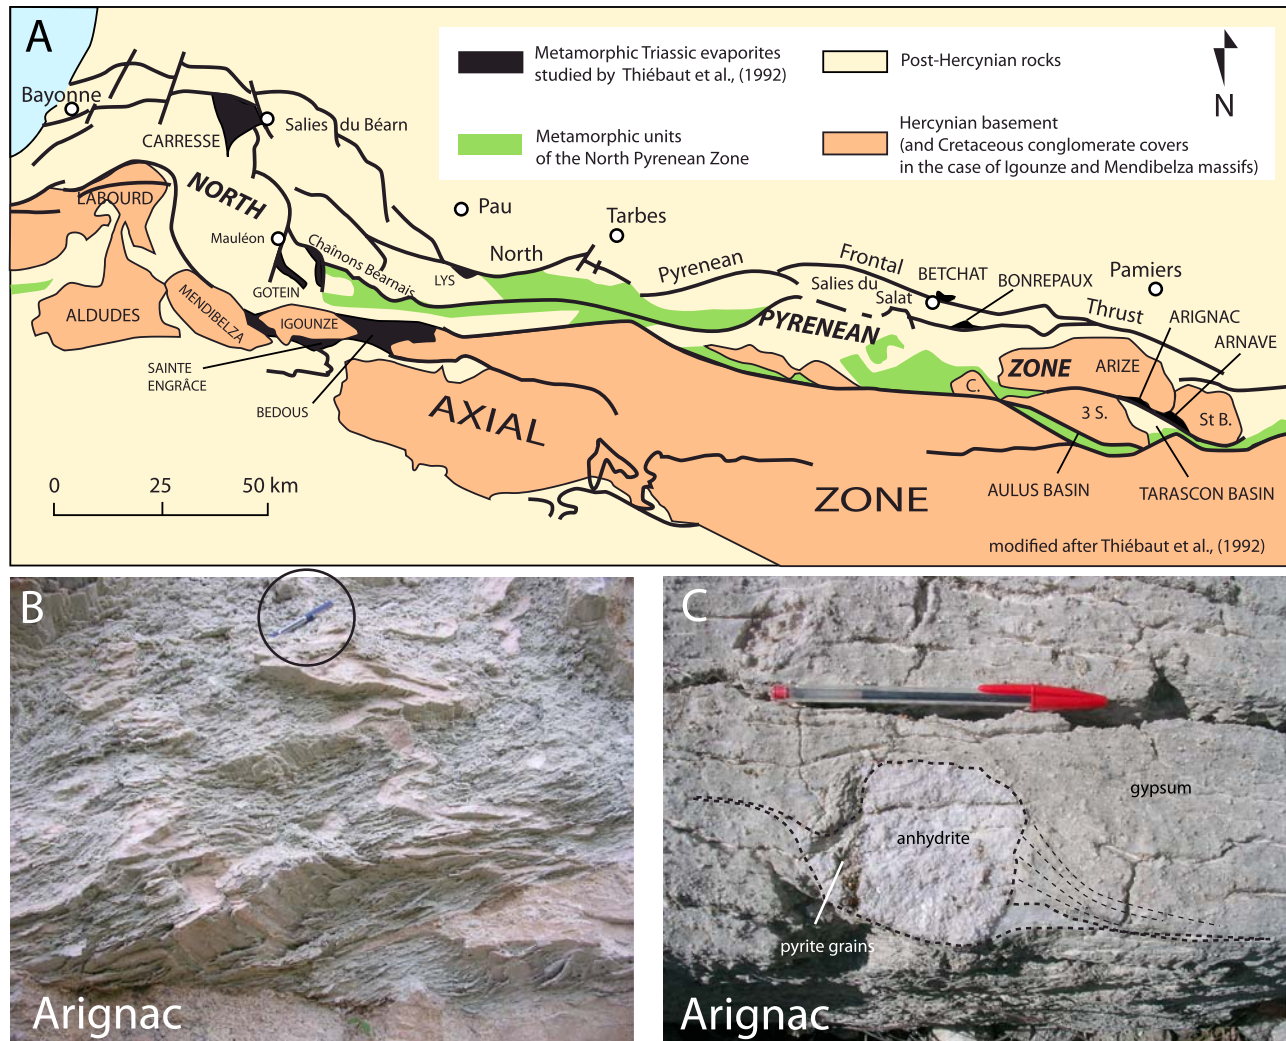 A
Metamorphic Triassic evaporites
studied by Thiébaut et al., (1992)
Post-Hercynian rocks
Metamorphic units
of the North Pyrenean Zone
Hercynian basement
(and Cretaceous conglomerate covers
in the case of Igounze and Mendibelza massifs)
N
Bayonne
CARRESSE
Salies du Béarn
LABOURD
NORTH
Pau
Tarbes
Mauléon
Chaînons Béarnais
LYS
North
Pyrenean
Frontal
Thrust
Salies du
Salat
BETCHAT
BONREPAUX
Pamiers
GOTEIN
ALDUDES
MENDIBELZA
IGOUNZE
PYRENEAN
ARIGNAC
ARNAVE
ZONE
ARIZE
SAINTE
ENGRÂCE
BEDOUS
C.
3 S.
St B.
AXIAL
ZONE
0 25 50 km
AULUS BASIN
TARASCON BASIN
modified after Thiébaut et al., (1992)
B
Arignac
C
gypsum
anhydrite
pyrite grains
Arignac